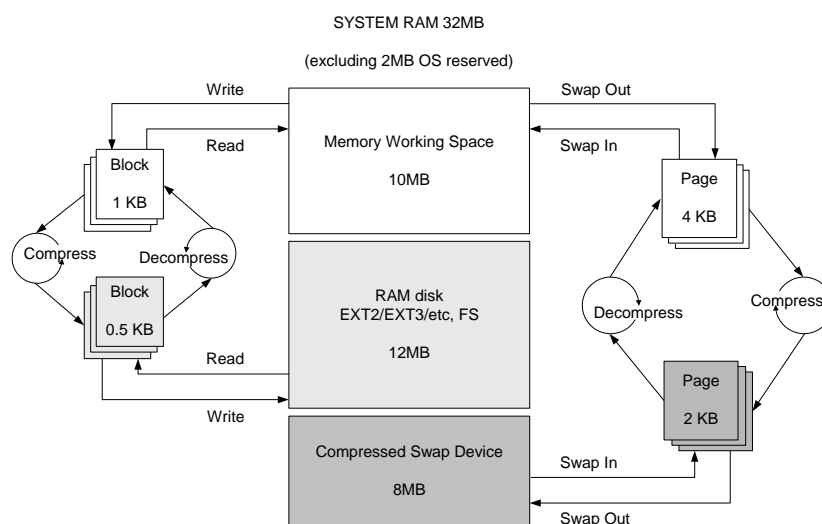 SYSTEM RAM 32MB
(excluding 2MB OS reserved)
Write
Swap Out
Read
Swap In
Memory Working Space
10MB
Block
1 KB
Page
4 KB
Compress
Decompress
Block
0.5 KB
RAM disk
EXT2/EXT3/etc, FS
12MB
Decompress
Compress
Read
Write
Page
2 KB
Compressed Swap Device
8MB
Swap In
Swap Out